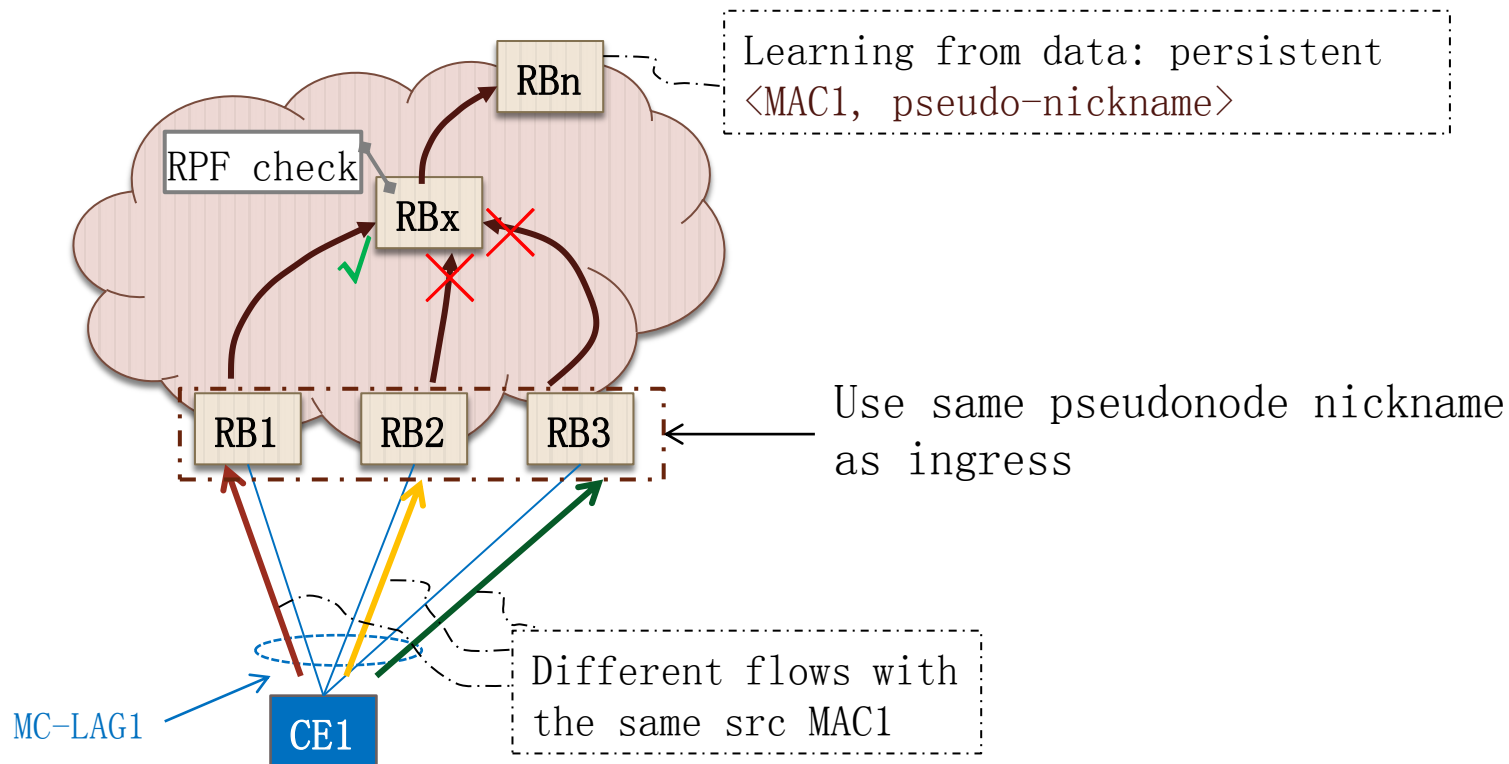 Learning from data: persistent
<MAC1, pseudo-nickname>
RBn
RPF check
RBx
RB1
RB2
RB3
Use same pseudonode nickname
as ingress
Different flows with
the same src MAC1
MC-LAG1
CE1